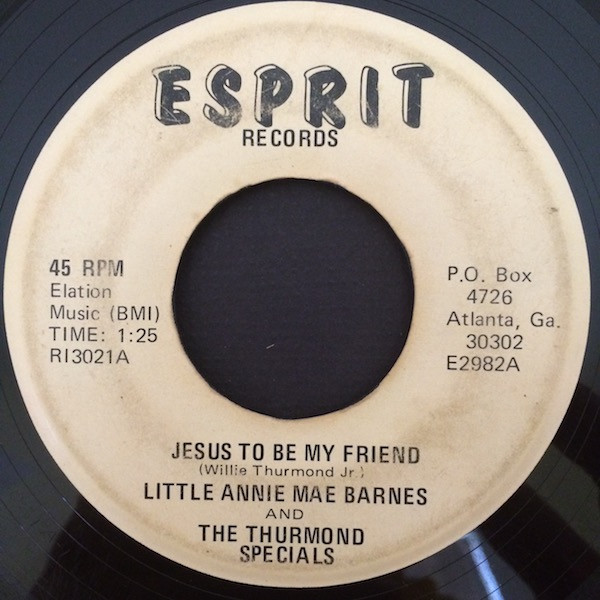 ESPRIT
RECORDS
45 RPM
Elation
Music (BMI)
TIME: 1:25
RI3021A
P.O. Box
4726
Atlanta, Ga.
30302
E2982A
JESUS TO BE MY FRIEND
(Willie Thurmond Jr.)
LITTLE ANNIE MAE BARNES
AND
THE THURMOND
SPECIALS